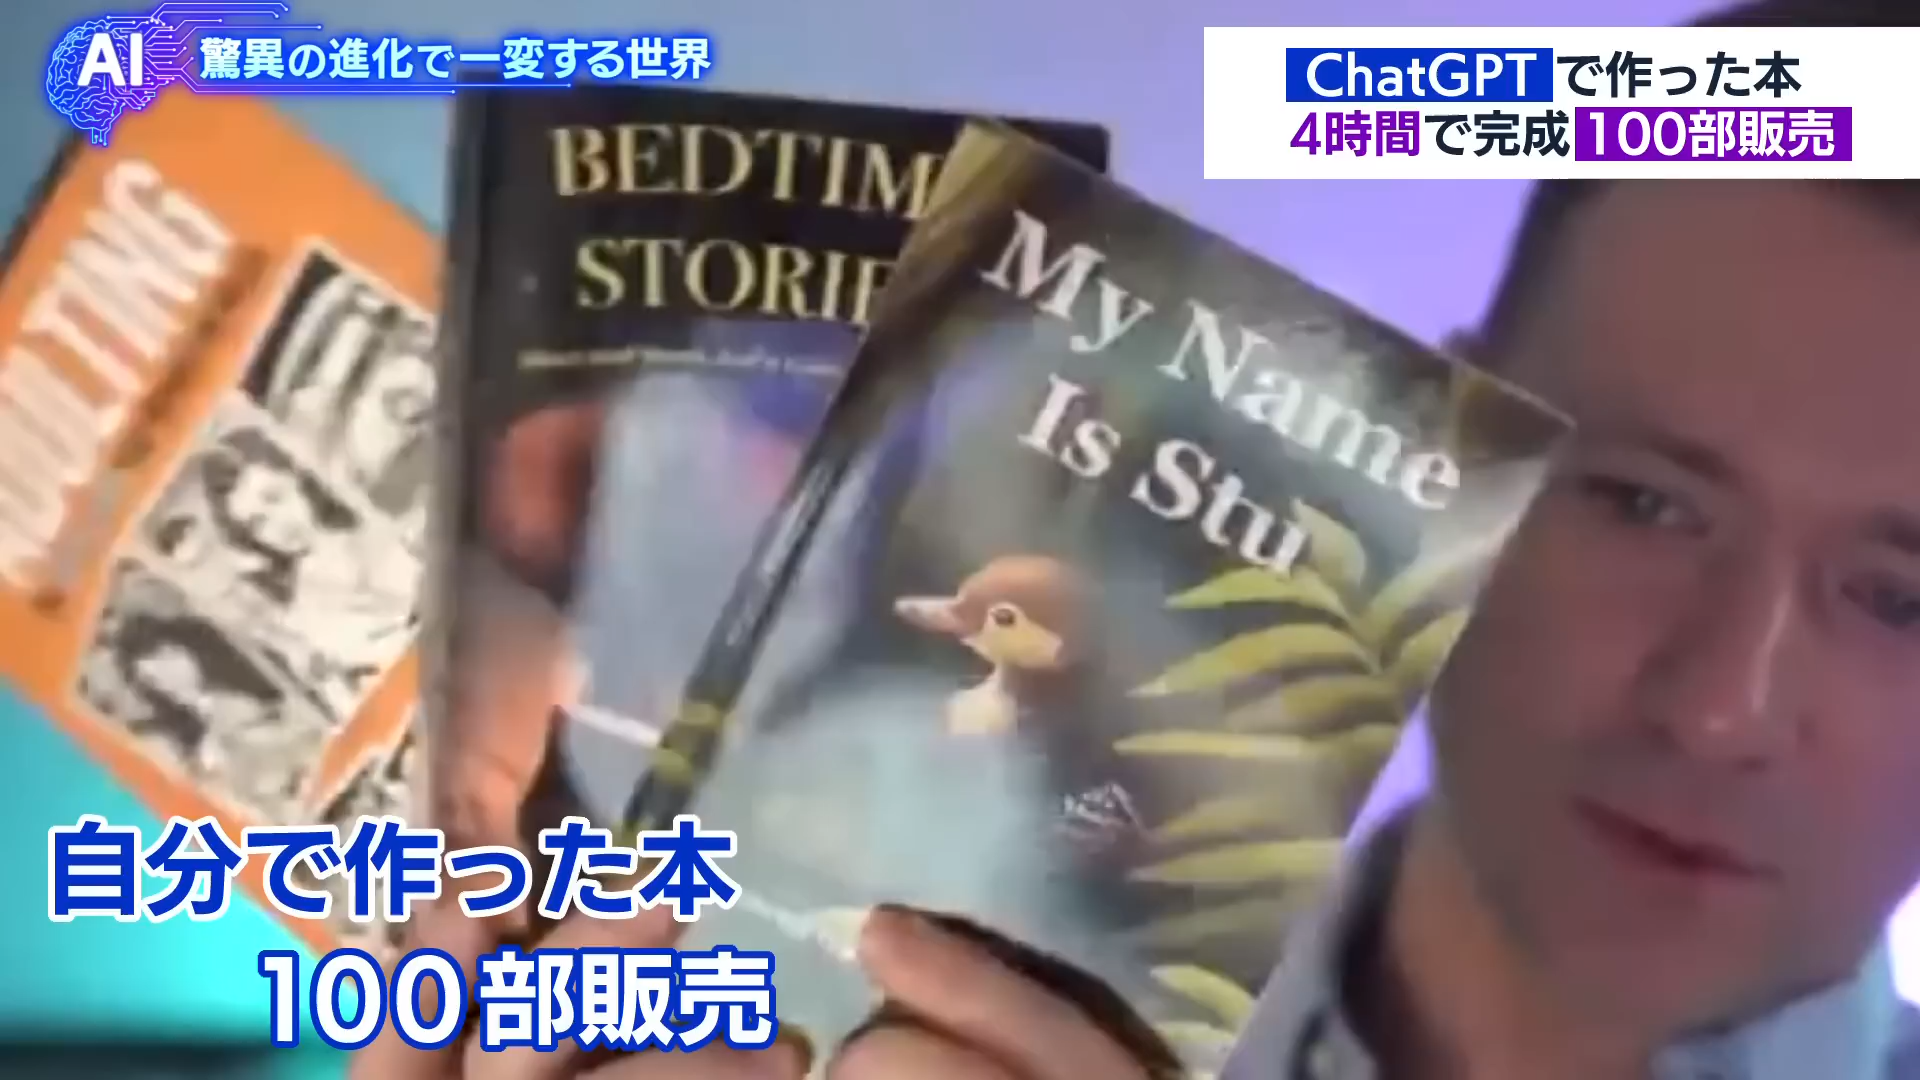 AI 驚異の進化で一変する世界
ChatGPTで作った本
4時間で完成 100部販売
BEDTIM
STORIE
My Name
Is Stu
自分で作った本
100部販売